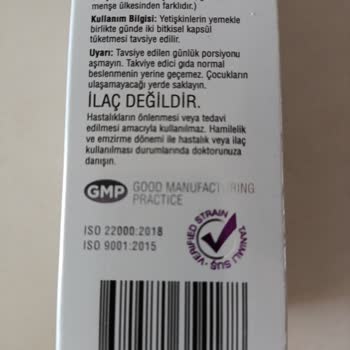 menşe ülkesinden farklıdır.)
Kullanım Bilgisi: Yetişkinlerin yemekle
birlikte günde iki bitkisel kapsül
tüketmesi tavsiye edilir.
Uyarı: Tavsiye edilen günlük porsiyonu
aşmayın. Takviye edici gıda normal
beslenmenin yerine geçemez. Çocukların
ulaşamayacağı yerde saklayın.
İLAÇ DEĞİLDİR.
Hastalıkların önlenmesi veya tedavi
edilmesi amacıyla kullanılmaz. Hamilelik
ve emzirme dönemi ile hastalık veya ilaç
kullanılması durumlarında doktorunuza
danışın.
GMP GOOD MANUFACTURING
PRACTICE
ISO 22000:2018
ISO 9001:2015
VERIFIED STRAIN
TANIMLI SUŞ